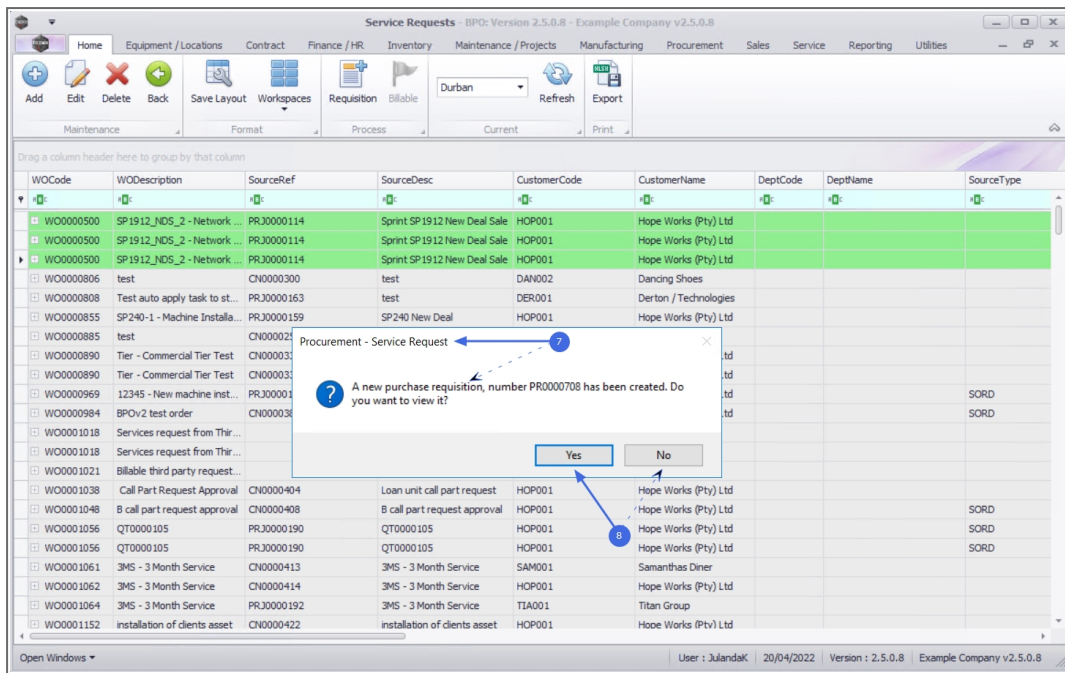 Service Requests - BPO: Version 2.5.0.8 - Example Company v2.5.0.8
Home Equipment / Locations Contract Finance / HR Inventory Maintenance / Projects Manufacturing Procurement Sales Service Reporting Utilities
Add Edit Delete Back Save Layout Workspaces Requisition Billable Durban Refresh Export
Maintenance Format Process Current Print
Drag a column header here to group by that column
WOCode WODescription SourceRef SourceDesc CustomerCode CustomerName DeptCode DeptName SourceType
WO0000500 SP1912_NDS_2 - Network ... PRJ0000114 Sprint SP1912 New Deal Sale HOP001 Hope Works (Pty) Ltd
WO0000500 SP1912_NDS_2 - Network ... PRJ0000114 Sprint SP1912 New Deal Sale HOP001 Hope Works (Pty) Ltd
WO0000500 SP1912_NDS_2 - Network ... PRJ0000114 Sprint SP1912 New Deal Sale HOP001 Hope Works (Pty) Ltd
WO0000806 test CN0000300 test DAN002 Dancing Shoes
WO0000808 Test auto apply task to st... PRJ0000163 test DER001 Derton / Technologies
WO0000855 SP240-1 - Machine Installa... PRJ0000159 SP240 New Deal HOP001 Hope Works (Pty) Ltd
WO0000885 test CN000025
WO0000890 Tier - Commercial Tier Test CN000033 .td
WO0000890 Tier - Commercial Tier Test CN000033 .td
WO0000969 12345 - New machine inst... PRJ00001 .td SORD
WO0000984 BPOv2 test order CN000038 .td SORD
WO0001018 Services request from Thir...
WO0001018 Services request from Thir...
WO0001021 Billable third party request...
Procurement - Service Request 7
A new purchase requisition, number PR0000708 has been created. Do
you want to view it?
Yes No
8
WO0001038 Call Part Request Approval CN0000404 Loan unit call part request HOP001 Hope Works (Pty) Ltd
WO0001048 B call part request approval CN0000408 B call part request approval HOP001 Hope Works (Pty) Ltd SORD
WO0001056 QT0000105 PRJ0000190 QT0000105 HOP001 Hope Works (Pty) Ltd SORD
WO0001056 QT0000105 PRJ0000190 QT0000105 HOP001 Hope Works (Pty) Ltd SORD
WO0001061 3MS - 3 Month Service CN0000413 3MS - 3 Month Service SAM001 Samanthas Diner
WO0001062 3MS - 3 Month Service CN0000414 3MS - 3 Month Service HOP001 Hope Works (Pty) Ltd
WO0001064 3MS - 3 Month Service PRJ0000192 3MS - 3 Month Service TIA001 Titan Group
WO0001152 installation of clients asset CN0000422 installation of clients asset HOP001 Hope Works (Pty) Ltd
Open Windows User : JulandaK 20/04/2022 Version : 2.5.0.8 Example Company v2.5.0.8